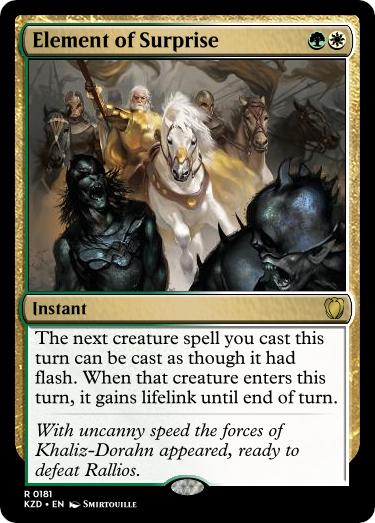 Element of Surprise
Instant
The next creature spell you cast this
turn can be cast as though it had
flash. When that creature enters this
turn, it gains lifelink until end of turn.
With uncanny speed the forces of
Khaliz-Dorahn appeared, ready to
defeat Rallios.
R 0181
KZD • EN Smirtouille